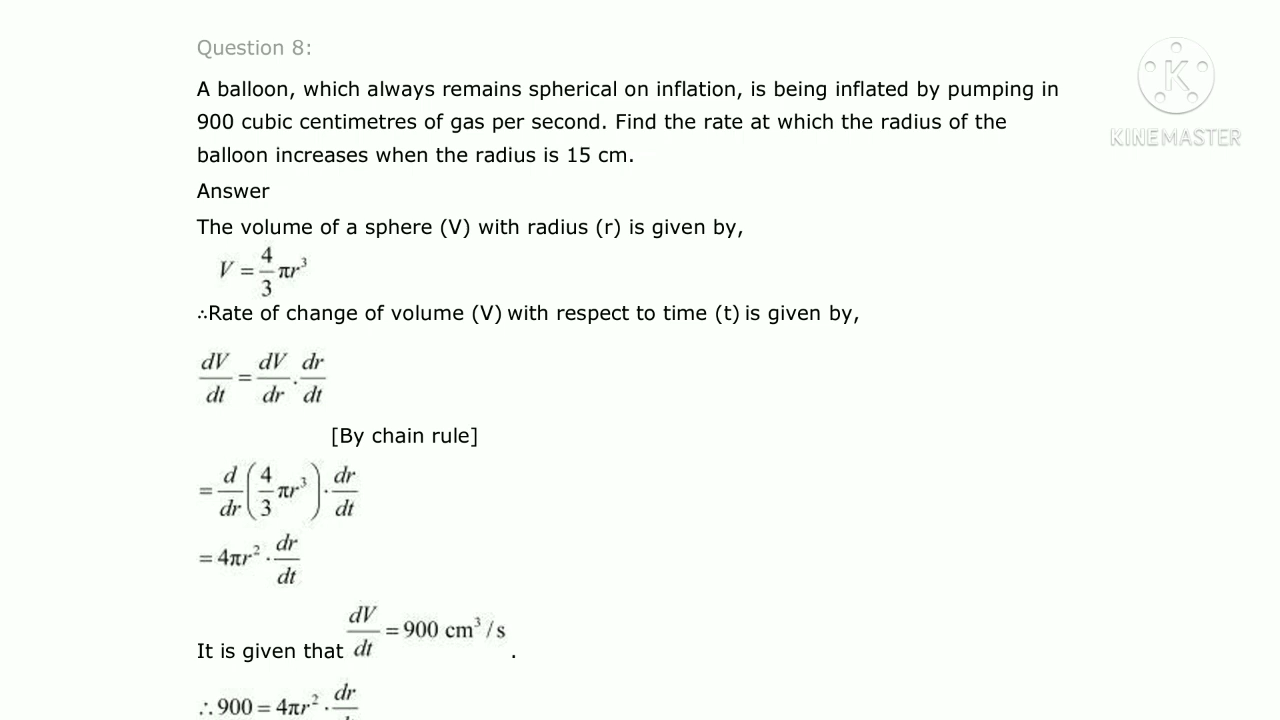 Question 8:
A balloon, which always remains spherical on inflation, is being inflated by pumping in
900 cubic centimetres of gas per second. Find the rate at which the radius of the
balloon increases when the radius is 15 cm.
Answer
The volume of a sphere (V) with radius (r) is given by,
V = 4/3 πr³
∴Rate of change of volume (V) with respect to time (t) is given by,
dV/dt = dV/dr · dr/dt
[By chain rule]
= d/dr (4/3 πr³) · dr/dt
= 4πr² · dr/dt
It is given that dV/dt = 900 cm³/s.
∴ 900 = 4πr² · dr/dt
K
KINEMASTER